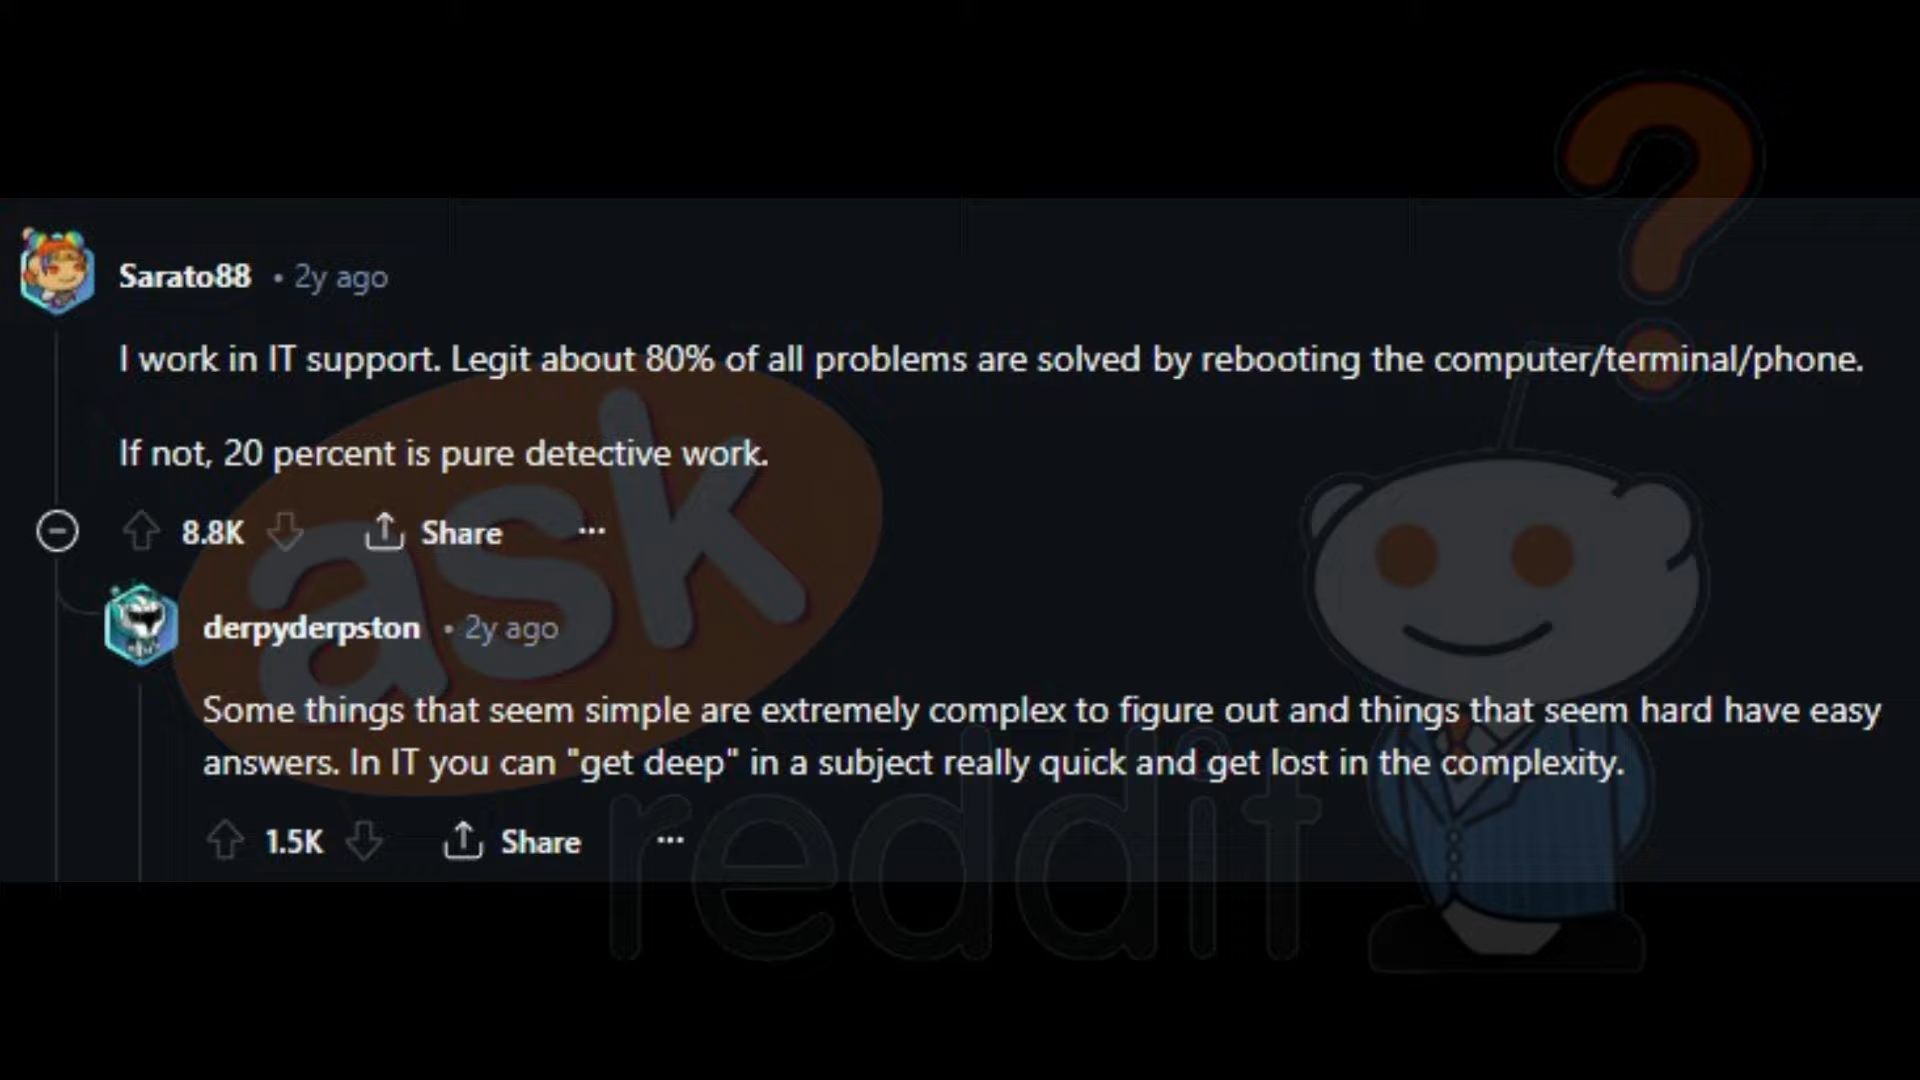 Sarato88 • 2y ago
I work in IT support. Legit about 80% of all problems are solved by rebooting the computer/terminal/phone.
If not, 20 percent is pure detective work.
8.8K Share ...
derpyderpston • 2y ago
Some things that seem simple are extremely complex to figure out and things that seem hard have easy
answers. In IT you can "get deep" in a subject really quick and get lost in the complexity.
1.5K Share ...
ask
reddit
?